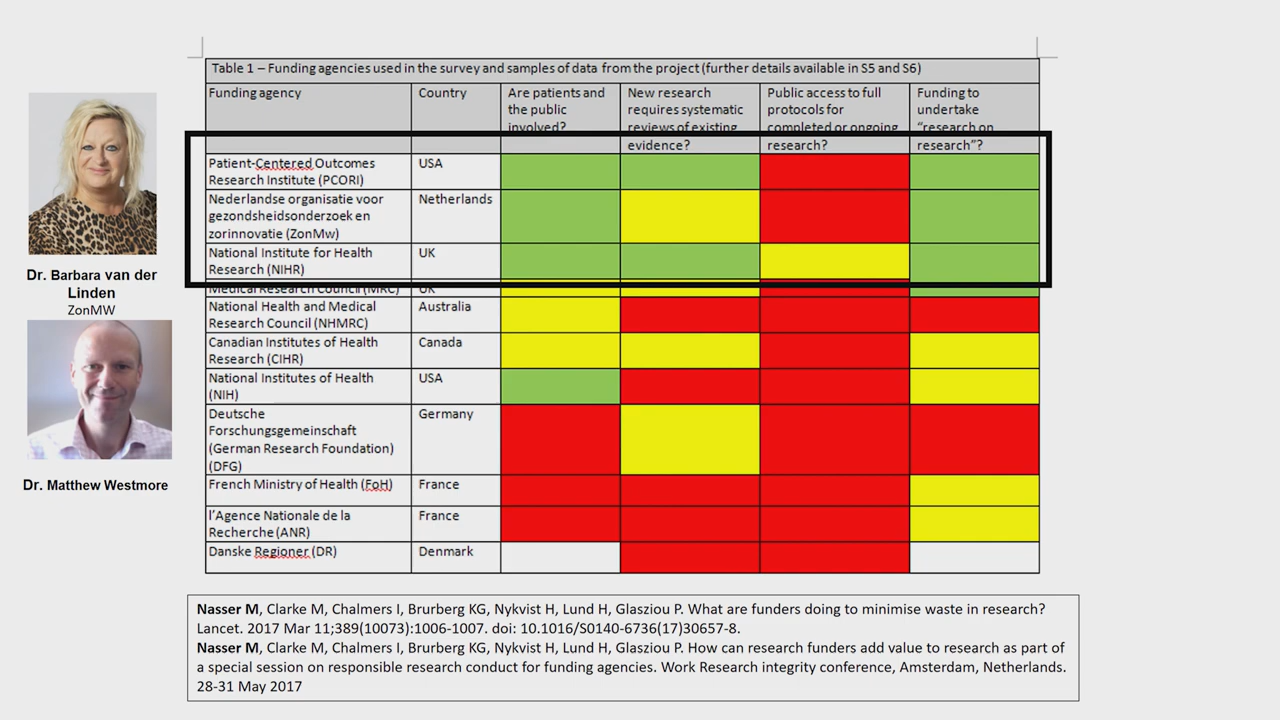 Table 1 – Funding agencies used in the survey and samples of data from the project (further details available in S5 and S6)
Funding agency
Country
Are patients and
the public
involved?
New research
requires systematic
reviews of existing
evidence?
Public access to full
protocols for
completed or ongoing
research?
Funding to
undertake
“research on
research”?
Patient-Centered Outcomes
Research Institute (PCORI)
USA
Nederlandse organisatie voor
gezondsheidsonderzoek en
zorinnovatie (ZonMw)
Netherlands
National Institute for Health
Research (NIHR)
UK
Medical Research Council (MRC)
UK
National Health and Medical
Research Council (NHMRC)
Australia
Canadian Institutes of Health
Research (CIHR)
Canada
National Institutes of Health
(NIH)
USA
Deutsche
Forschungsgemeinschaft
(German Research Foundation)
(DFG)
Germany
French Ministry of Health (FoH)
France
l’Agence Nationale de la
Recherche (ANR)
France
Danske Regioner (DR)
Denmark
Dr. Barbara van der
Linden
ZonMW
Dr. Matthew Westmore
Nasser M, Clarke M, Chalmers I, Brurberg KG, Nykvist H, Lund H, Glasziou P. What are funders doing to minimise waste in research?
Lancet. 2017 Mar 11;389(10073):1006-1007. doi: 10.1016/S0140-6736(17)30657-8.
Nasser M, Clarke M, Chalmers I, Brurberg KG, Nykvist H, Lund H, Glasziou P. How can research funders add value to research as part of
a special session on responsible research conduct for funding agencies. Work Research integrity conference, Amsterdam, Netherlands.
28-31 May 2017